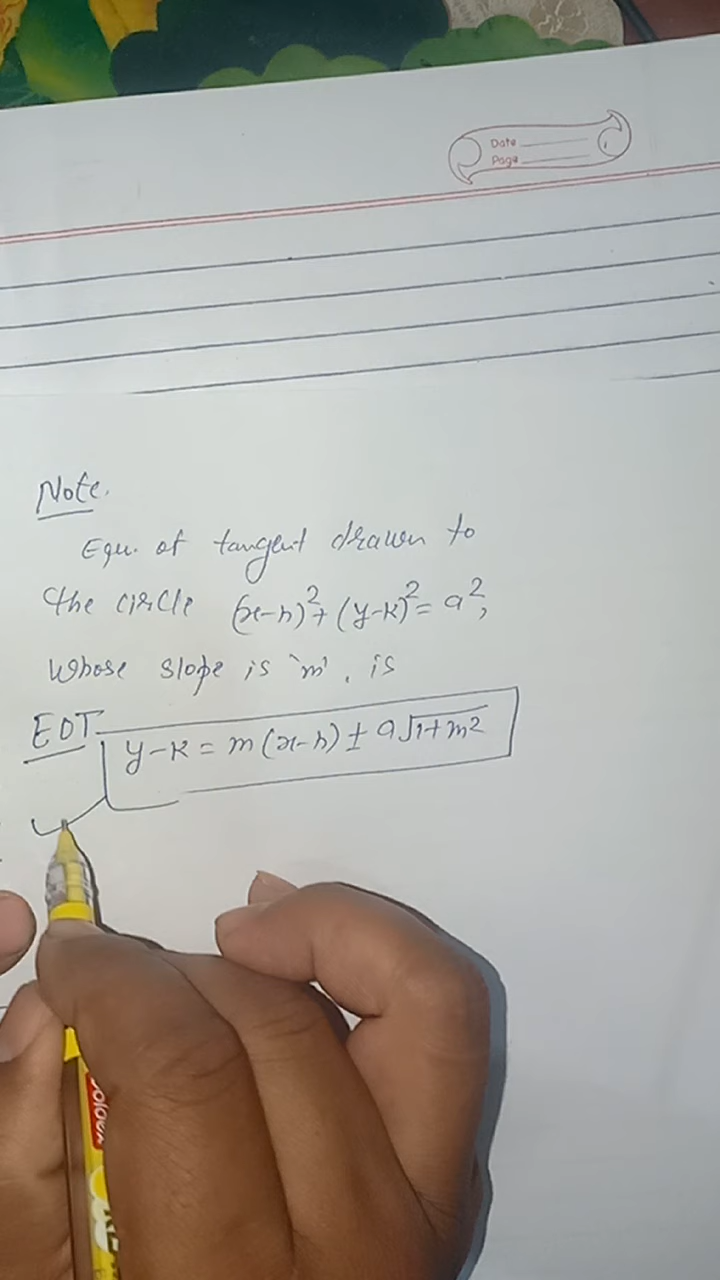 Date
Page
Note.
Equ. of tangent drawn to
the circle (x-h)²+(y-k)²= a²,
whose slope is 'm', is
EOT
y-k = m(x-h) ± a√1+m²